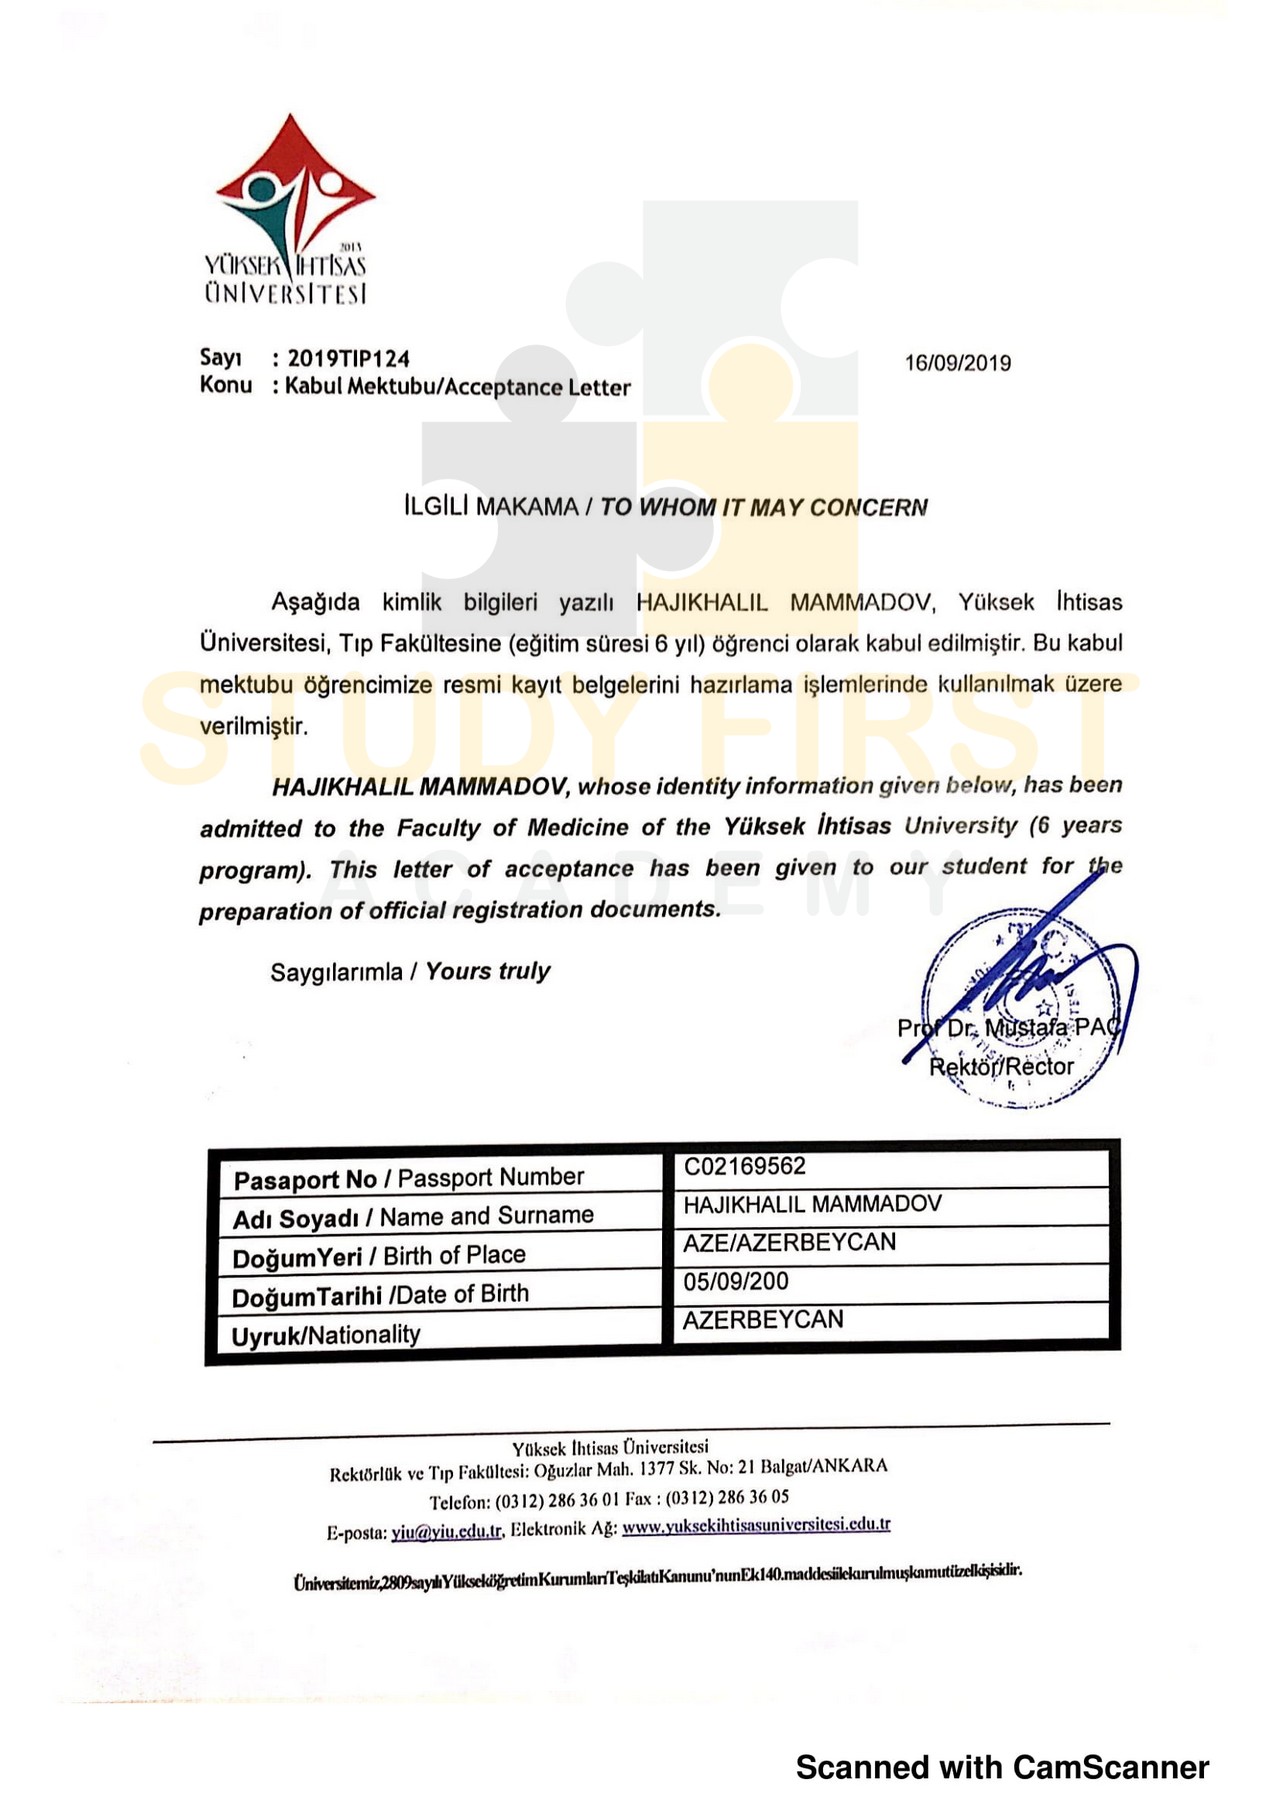 2013
YÜKSEK İHTİSAS
ÜNİVERSİTESİ
Sayı : 2019TIP124
16/09/2019
Konu : Kabul Mektubu/Acceptance Letter
İLGİLİ MAKAMA / TO WHOM IT MAY CONCERN
Aşağıda kimlik bilgileri yazılı HAJIKHALIL MAMMADOV, Yüksek İhtisas
Üniversitesi, Tıp Fakültesine (eğitim süresi 6 yıl) öğrenci olarak kabul edilmiştir. Bu kabul
mektubu öğrencimize resmi kayıt belgelerini hazırlama işlemlerinde kullanılmak üzere
verilmiştir.
STUDY FIRST
HAJIKHALIL MAMMADOV, whose identity information given below, has been
admitted to the Faculty of Medicine of the Yüksek İhtisas University (6 years
program). This letter of acceptance has been given to our student for the
ACADEMY
preparation of official registration documents.
Saygılarımla / Yours truly
T.C.
Prof Dr. Mustafa PAÇ
Rektör/Rector
Pasaport No / Passport Number C02169562
Adı Soyadı / Name and Surname HAJIKHALIL MAMMADOV
DoğumYeri / Birth of Place AZE/AZERBEYCAN
DoğumTarihi /Date of Birth 05/09/200
Uyruk/Nationality AZERBEYCAN
Yüksek İhtisas Üniversitesi
Rektörlük ve Tıp Fakültesi: Oğuzlar Mah. 1377 Sk. No: 21 Balgat/ANKARA
Telefon: (0312) 286 36 01 Fax : (0312) 286 36 05
E-posta: yiu@yiu.edu.tr, Elektronik Ağ: www.yuksekihtisasuniversitesi.edu.tr
Üniversitemiz,2809sayılıYükseköğretimKurumlarıTeşkilatıKanunu'nunEk140.maddesiilekurulmuşkamutüzelkişisidir.
Scanned with CamScanner